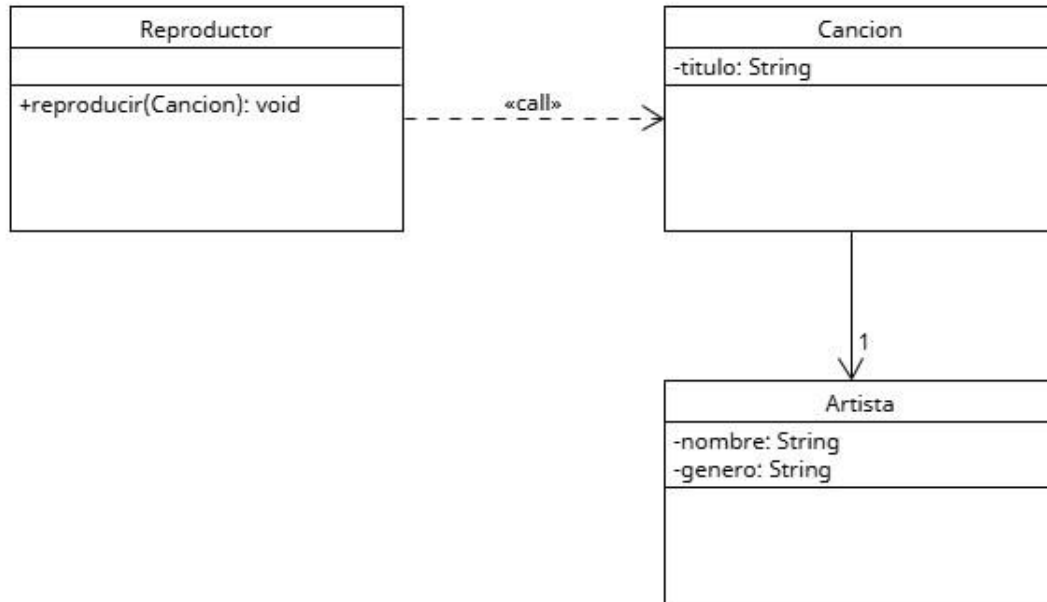 Reproductor
+reproducir(Cancion): void
«call»
Cancion
-titulo: String
1
Artista
-nombre: String
-genero: String